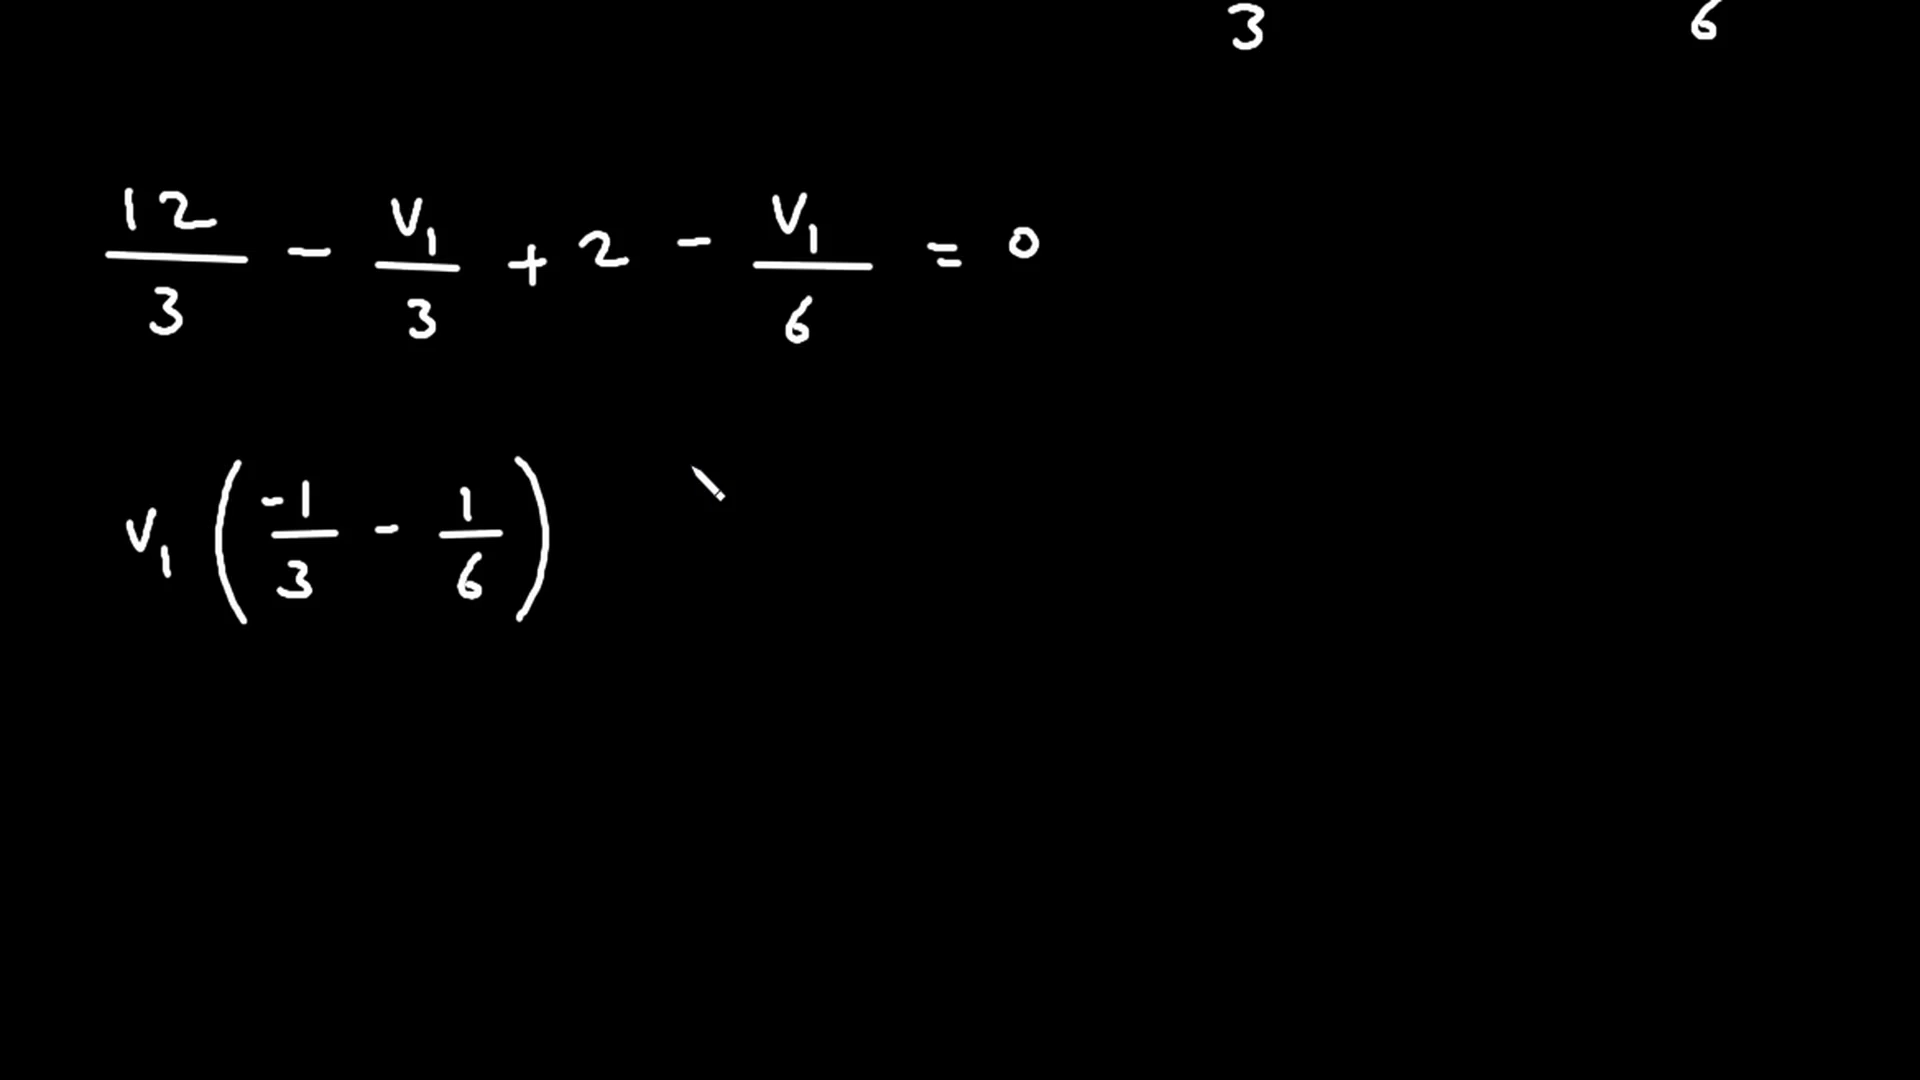 3 6
12/3 - V₁/3 + 2 - V₁/6 = 0
V₁ (-1/3 - 1/6)